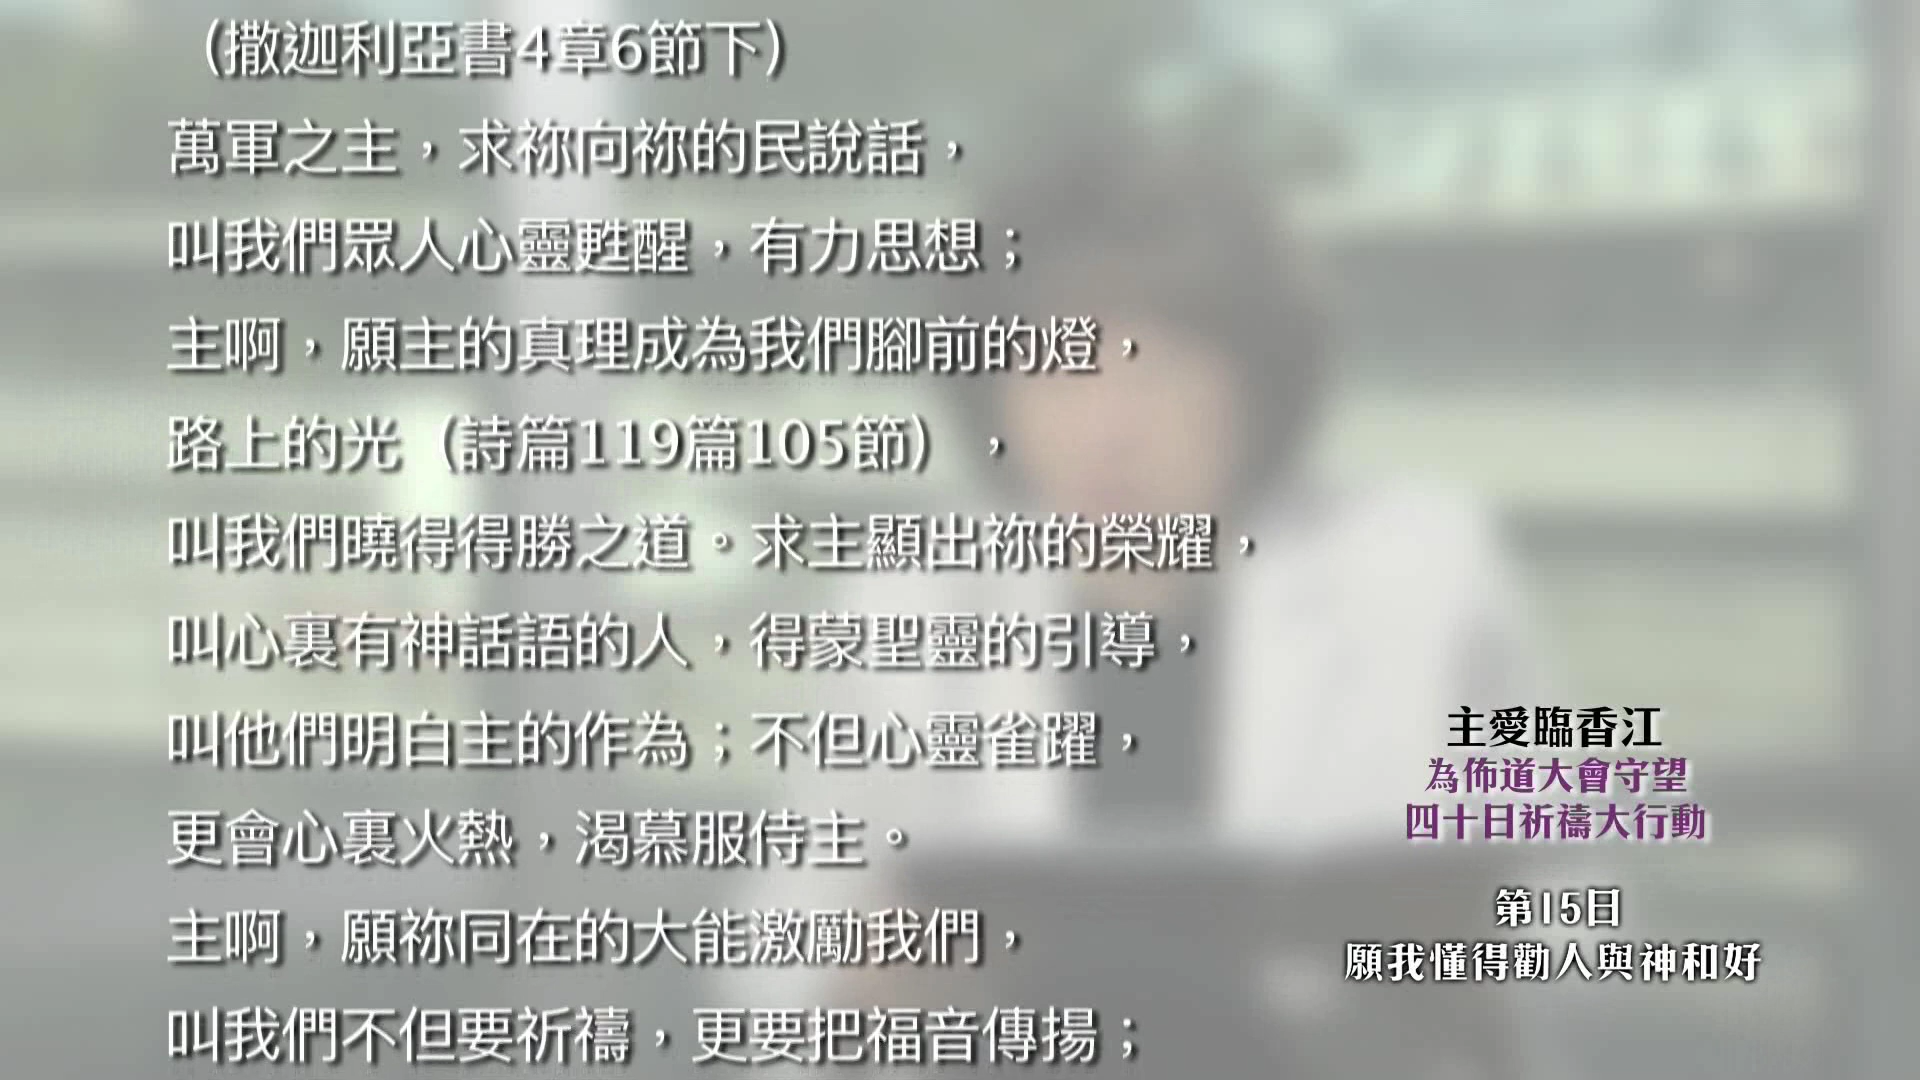 （撒迦利亞書4章6節下）
萬軍之主，求祢向祢的民說話，
叫我們眾人心靈甦醒，有力思想；
主啊，願主的真理成為我們腳前的燈，
路上的光（詩篇119篇105節），
叫我們曉得得勝之道。求主顯出祢的榮耀，
叫心裏有神話語的人，得蒙聖靈的引導，
叫他們明白主的作為；不但心靈雀躍，
更會心裏火熱，渴慕服侍主。
主啊，願祢同在的大能激勵我們，
叫我們不但要祈禱，更要把福音傳揚；
主愛臨香江
為佈道大會守望
四十日祈禱大行動
第15日
願我懂得勸人與神和好